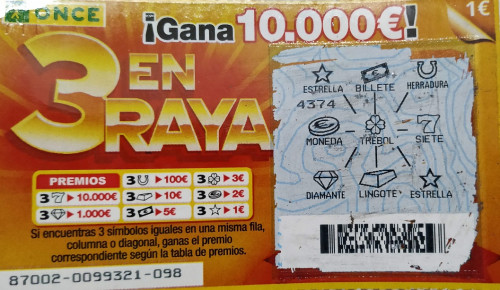 ONCE
¡Gana 10.000€!
1€
3 EN RAYA
ESTRELLA BILLETE HERRADURA
4374
MONEDA TRÉBOL SIETE
DIAMANTE LINGOTE ESTRELLA
PREMIOS
3 ▶ 100€ 3 ▶ 3€
3 7 ▶ 10.000€ 3 ▶ 10€ 3 ▶ 2€
3 ▶ 1.000€ 3 ▶ 5€ 3 ▶ 1€
Si encuentras 3 símbolos iguales en una misma fila,
columna o diagonal, ganas el premio
correspondiente según la tabla de premios.
87002-0099321-098